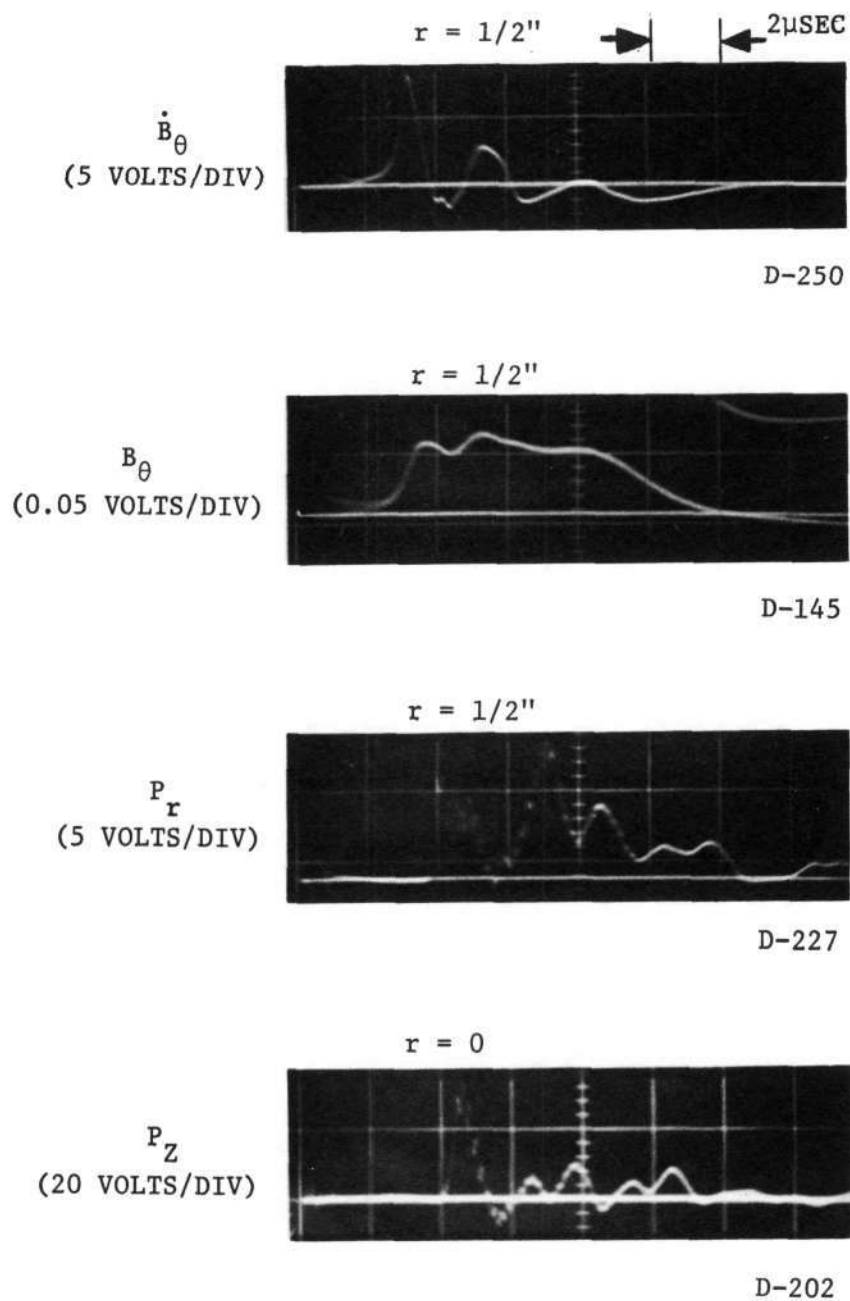 r = 1/2" 2μSEC
Ḃθ
(5 VOLTS/DIV)
D-250
r = 1/2"
Bθ
(0.05 VOLTS/DIV)
D-145
r = 1/2"
Pr
(5 VOLTS/DIV)
D-227
r = 0
PZ
(20 VOLTS/DIV)
D-202